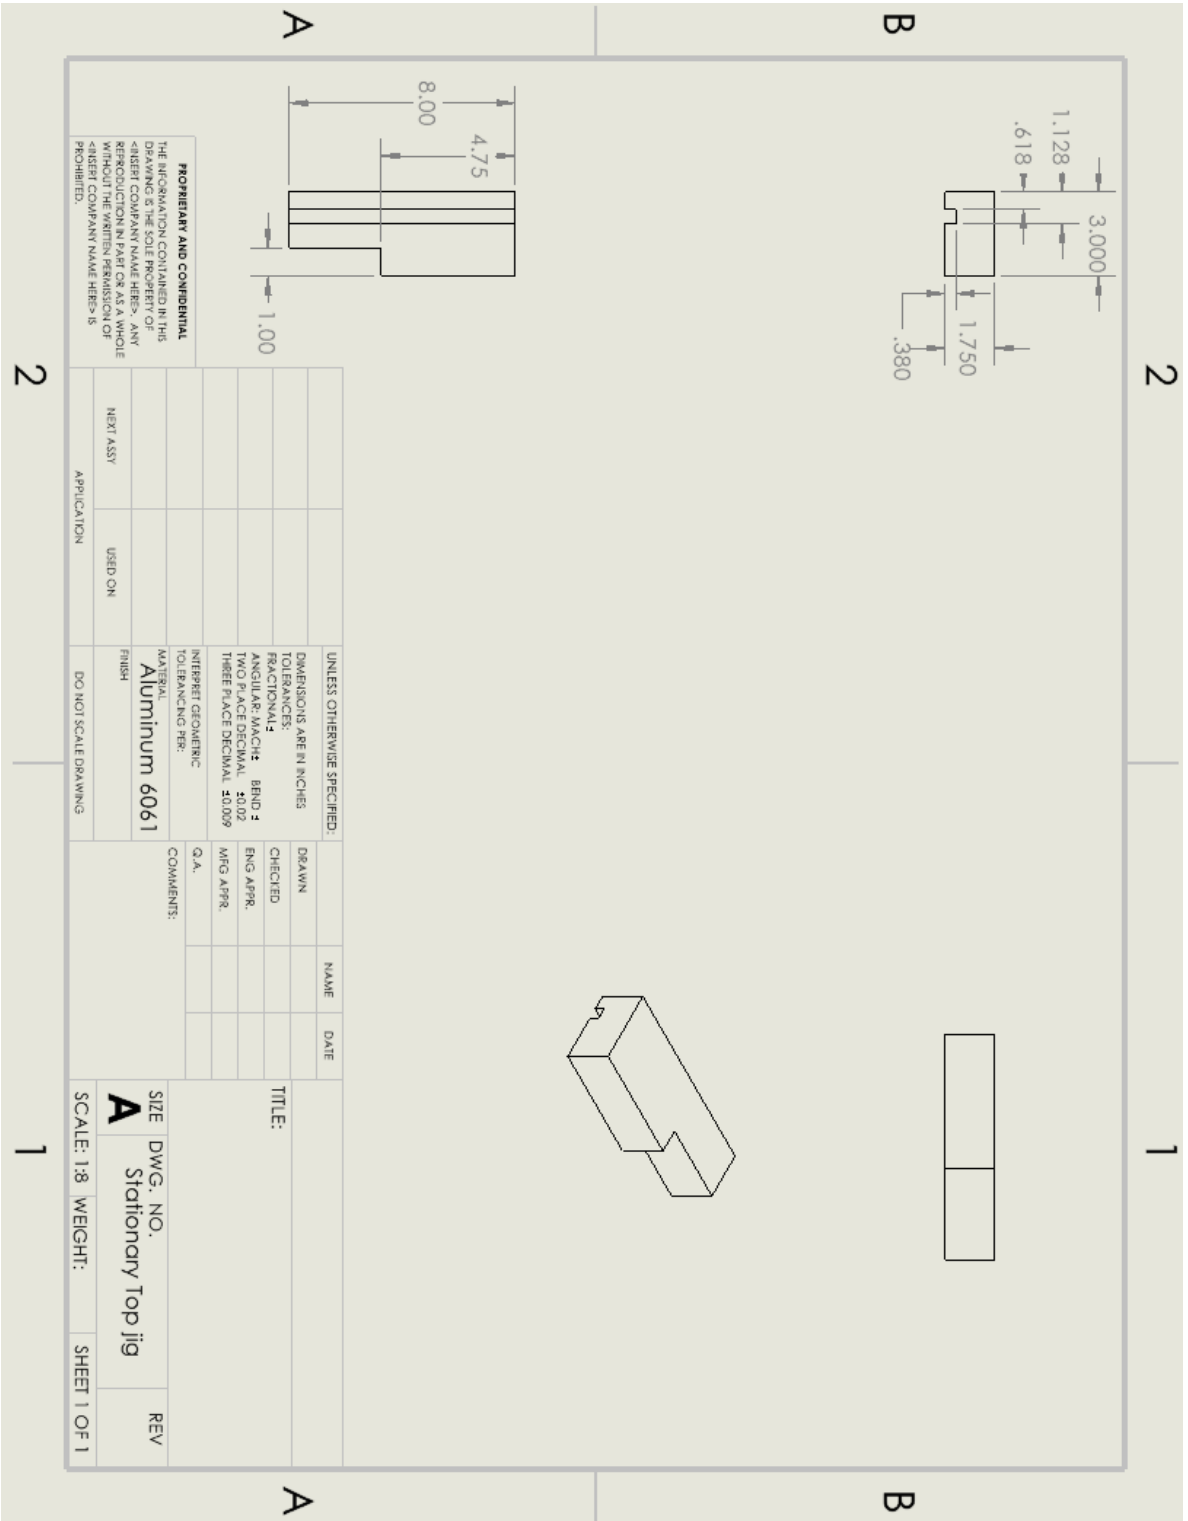 B
A
2
1
3.000
1.128
.618
1.750
.380
8.00
4.75
1.00
PROPRIETARY AND CONFIDENTIAL
THE INFORMATION CONTAINED IN THIS
DRAWING IS THE SOLE PROPERTY OF
<INSERT COMPANY NAME HERE>. ANY
REPRODUCTION IN PART OR AS A WHOLE
WITHOUT THE WRITTEN PERMISSION OF
<INSERT COMPANY NAME HERE> IS
PROHIBITED.
NEXT ASSY
USED ON
APPLICATION
UNLESS OTHERWISE SPECIFIED:
DIMENSIONS ARE IN INCHES
TOLERANCES:
FRACTIONAL±
ANGULAR: MACH± BEND ±
TWO PLACE DECIMAL ±0.02
THREE PLACE DECIMAL ±0.009
INTERPRET GEOMETRIC
TOLERANCING PER:
MATERIAL
Aluminum 6061
FINISH
DO NOT SCALE DRAWING
NAME
DATE
DRAWN
CHECKED
ENG APPR.
MFG APPR.
Q.A.
COMMENTS:
TITLE:
SIZE
DWG. NO.
REV
A
Stationary Top jig
SCALE: 1:8
WEIGHT:
SHEET 1 OF 1
2
1
B
A